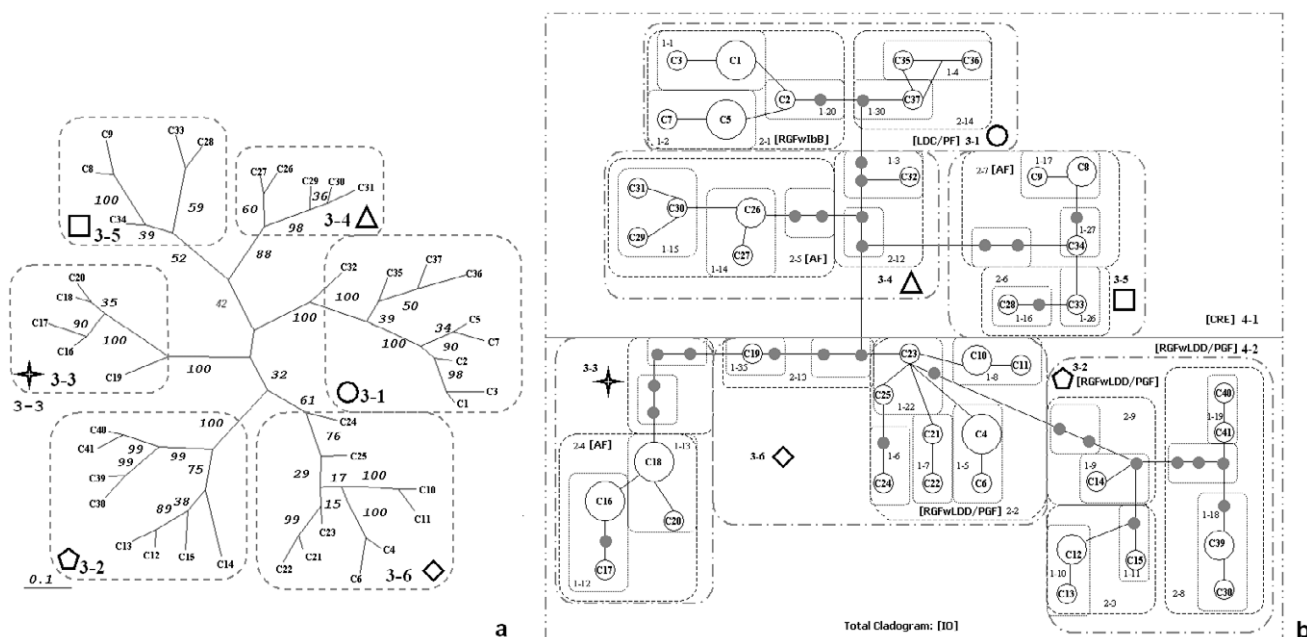 C9
C33
C28
C8
100
59
C34
39
3-5
52
C27
C26
C29
C30
C31
36
60
98
3-4
88
42
C32
C35
C37
C36
100
100
50
39
100
34
C5
90
C7
C2
98
C3
C1
3-1
C20
C18
35
C17
90
C16
100
C19
3-3
3-3
100
32
61
C24
76
100
C40
C41
99
99
99
C39
C30
75
38
89
C13
C12
C15
C14
3-2
0.1
C25
29
17
100
C10
C11
15
100
99
C23
C21
C22
C4
C6
3-6
a
1-1
C3
C1
C2
1-20
C7
C5
1-2
2-1 [RGFwIbB]
C35
C36
1-4
C37
1-30
2-14
[LDC/PF] 3-1
1-3
C32
C31
C30
C29
1-15
C26
C27
1-14
2-5 [AF]
2-12
3-4
2-7 [AF]
1-17
C9
C8
1-27
C34
2-6
C28
1-16
C33
1-26
3-5
[CRE] 4-1
[RGFwLDD/PGF] 4-2
3-3
C19
1-35
2-13
C23
C10
C11
1-8
C25
1-22
C21
C4
1-6
C24
1-7
C22
1-5
C6
[RGFwLDD/PGF] 2-2
3-6
2-4 [AF]
1-13
C18
C16
C20
C17
1-12
3-2
[RGFwLDD/PGF]
2-9
1-9
C14
C40
1-19
C41
1-18
C39
C38
2-8
C12
1-10
C13
C15
1-11
2-3
Total Cladogram: [IO]
b